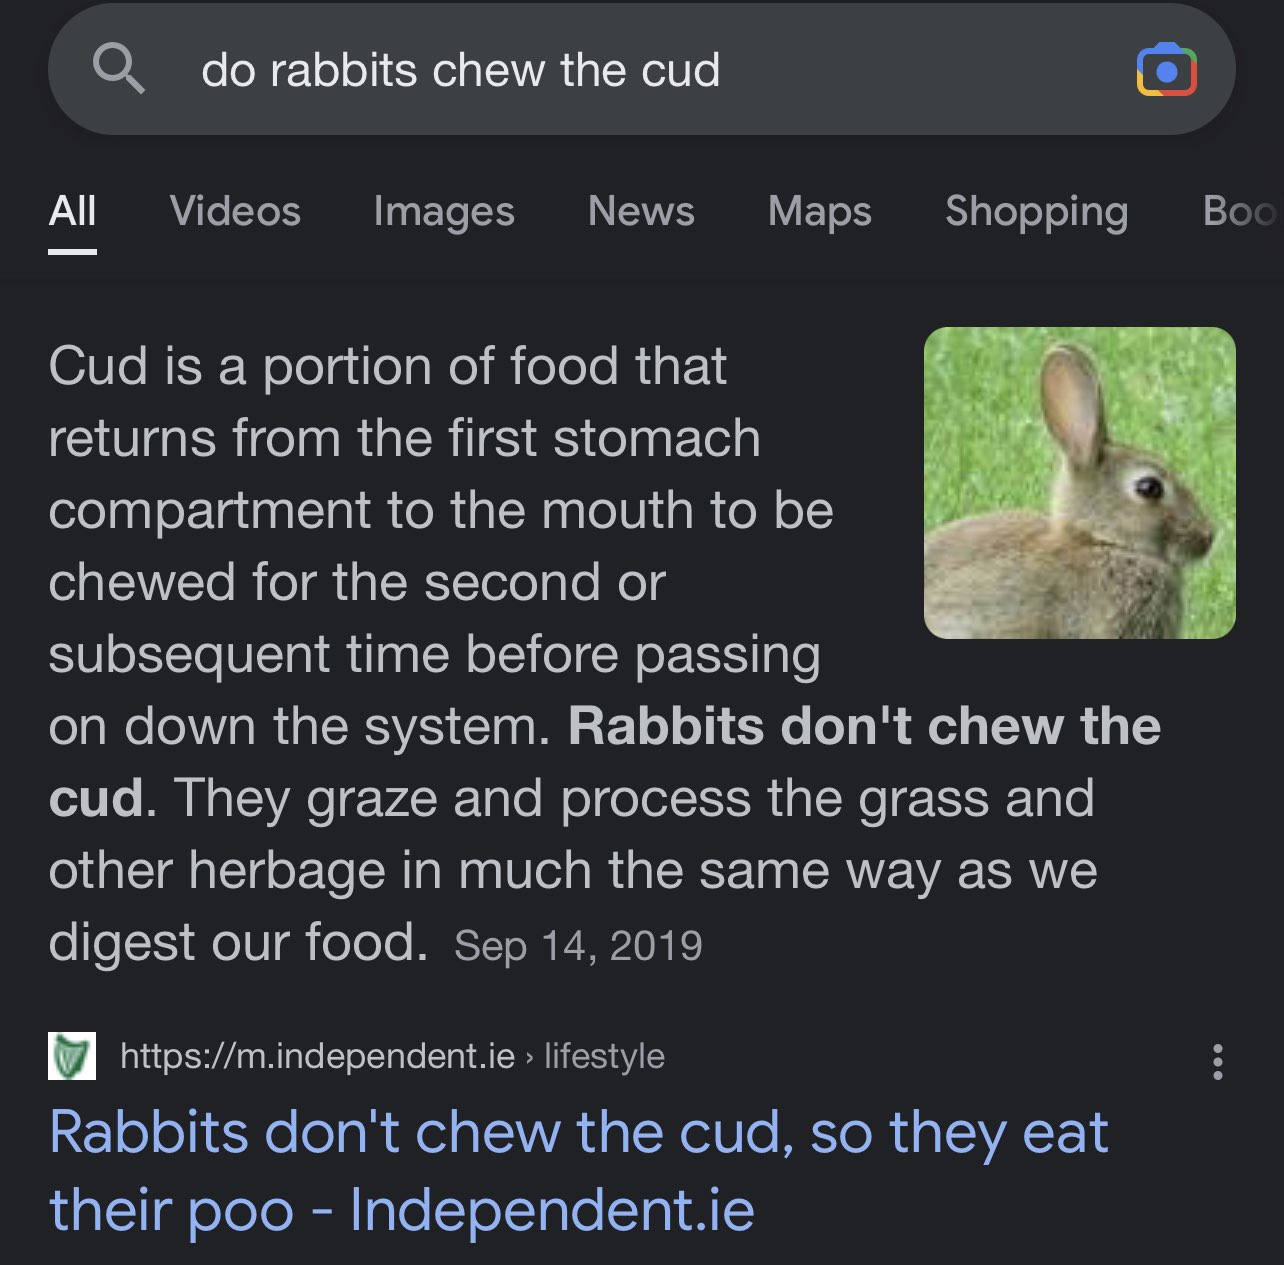 do rabbits chew the cud
All Videos Images News Maps Shopping Boo
Cud is a portion of food that
returns from the first stomach
compartment to the mouth to be
chewed for the second or
subsequent time before passing
on down the system. Rabbits don't chew the
cud. They graze and process the grass and
other herbage in much the same way as we
digest our food. Sep 14, 2019
https://m.independent.ie › lifestyle
Rabbits don't chew the cud, so they eat
their poo - Independent.ie